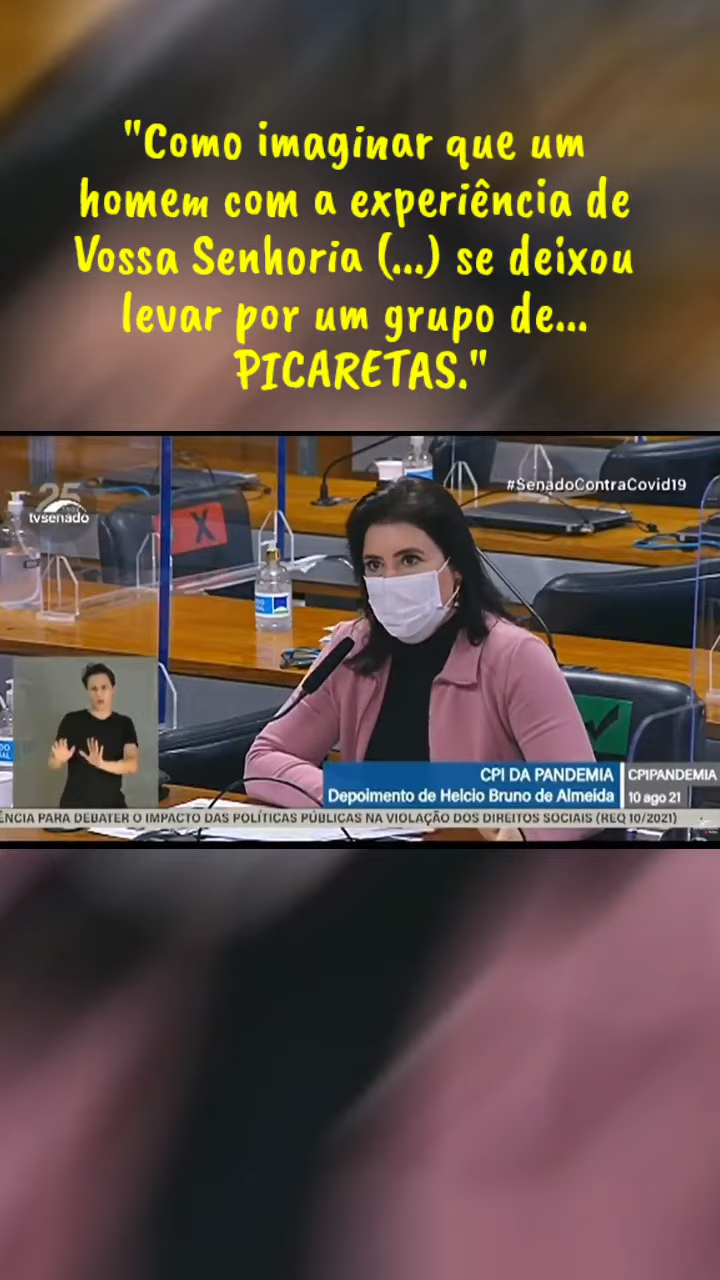 "Como imaginar que um
homem com a experiência de
Vossa Senhoria (...) se deixou
levar por um grupo de...
PICARETAS."
#SenadoContraCovid19
25
tvsenado
X
CPI DA PANDEMIA
Depoimento de Helcio Bruno de Almeida
CPIPANDEMIA
10 ago 21
ÊNCIA PARA DEBATER O IMPACTO DAS POLÍTICAS PÚBLICAS NA VIOLAÇÃO DOS DIREITOS SOCIAIS (REQ 10/2021)